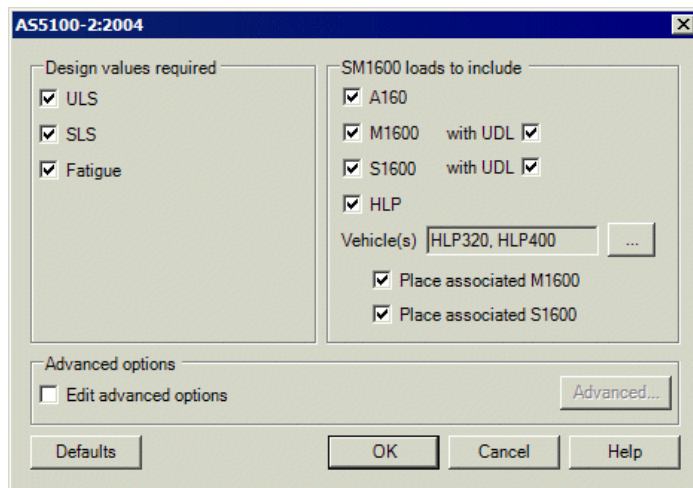 AS5100-2:2004
Design values required
ULS
SLS
Fatigue
SM1600 loads to include
A160
M1600 with UDL
S1600 with UDL
HLP
Vehicle(s) HLP320, HLP400 ...
Place associated M1600
Place associated S1600
Advanced options
Edit advanced options Advanced...
Defaults OK Cancel Help